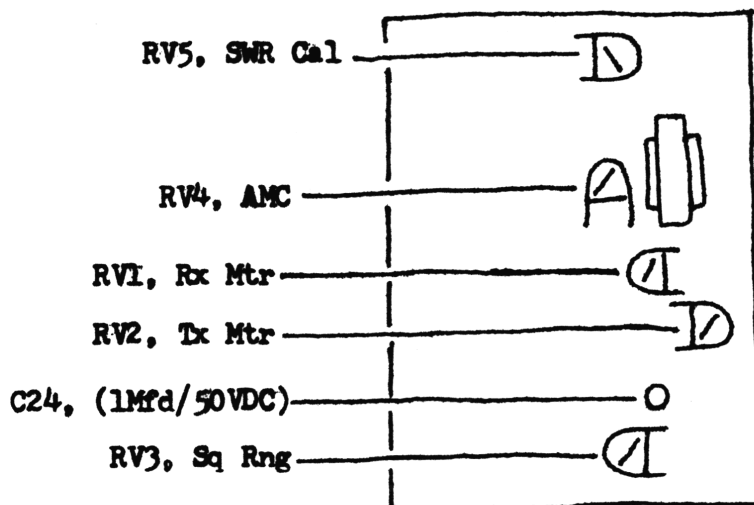 RV5, SWR Cal
RV4, AMC
RV1, Rx Mtr
RV2, Tx Mtr
C24, (1Mfd/50VDC)
RV3, Sq Rng